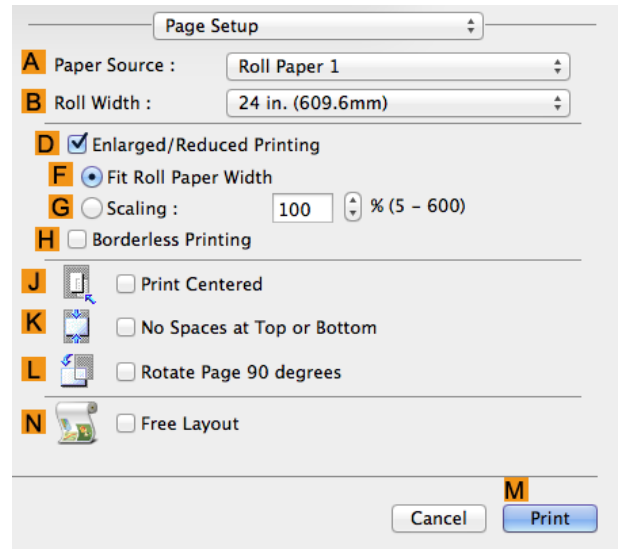 Page Setup
A Paper Source : Roll Paper 1
B Roll Width : 24 in. (609.6mm)
D Enlarged/Reduced Printing
F Fit Roll Paper Width
G Scaling : 100 % (5 - 600)
H Borderless Printing
J Print Centered
K No Spaces at Top or Bottom
L Rotate Page 90 degrees
N Free Layout
M
Cancel Print